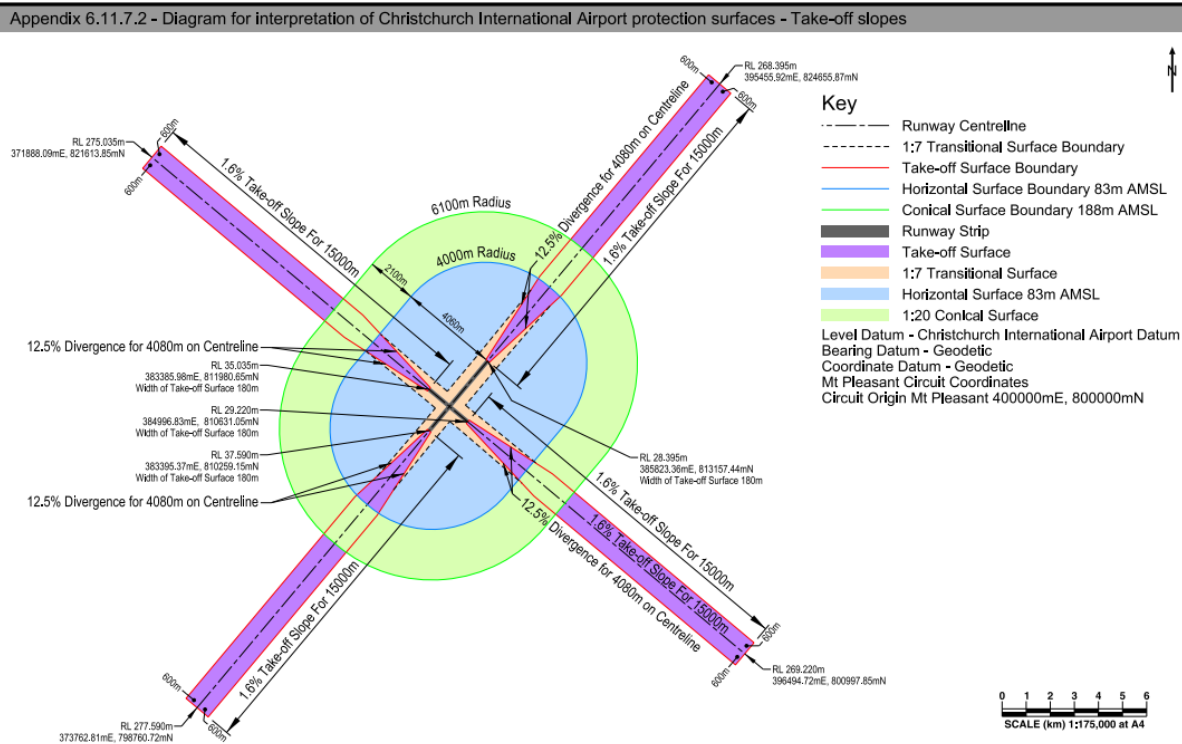 Appendix 6.11.7.2 - Diagram for interpretation of Christchurch International Airport protection surfaces - Take-off slopes
600m
RL 268.395m
395455.92mE, 824655.87mN
600m
N
RL 275.035m
371888.09mE, 821613.85mN
600m
600m
1.6% Take-off Slope For 15000m
12.5% Divergence for 4080m on Centreline
1.6% Take-off Slope For 15000m
6100m Radius
4000m Radius
2100m
4060m
Key
Runway Centreline
1:7 Transitional Surface Boundary
Take-off Surface Boundary
Horizontal Surface Boundary 83m AMSL
Conical Surface Boundary 188m AMSL
Runway Strip
Take-off Surface
1:7 Transitional Surface
Horizontal Surface 83m AMSL
1:20 Conical Surface
Level Datum - Christchurch International Airport Datum
Bearing Datum - Geodetic
Coordinate Datum - Geodetic
Mt Pleasant Circuit Coordinates
Circuit Origin Mt Pleasant 400000mE, 800000mN
12.5% Divergence for 4080m on Centreline
RL 35.035m
383385.98mE, 811980.65mN
Width of Take-off Surface 180m
RL 29.220m
384996.83mE, 810631.05mN
Width of Take-off Surface 180m
RL 37.590m
383395.37mE, 810259.15mN
Width of Take-off Surface 180m
12.5% Divergence for 4080m on Centreline
RL 28.395m
385823.36mE, 813157.44mN
Width of Take-off Surface 180m
1.6% Take-off Slope For 15000m
1.6% Take-off Slope For 15000m
12.5% Divergence for 4080m on Centreline
1.6% Take-off Slope For 15000m
600m
600m
RL 269.220m
396494.72mE, 800997.85mN
600m
600m
RL 277.590m
373762.81mN, 798760.72mN
0 1 2 3 4 5 6
SCALE (km) 1:175,000 at A4